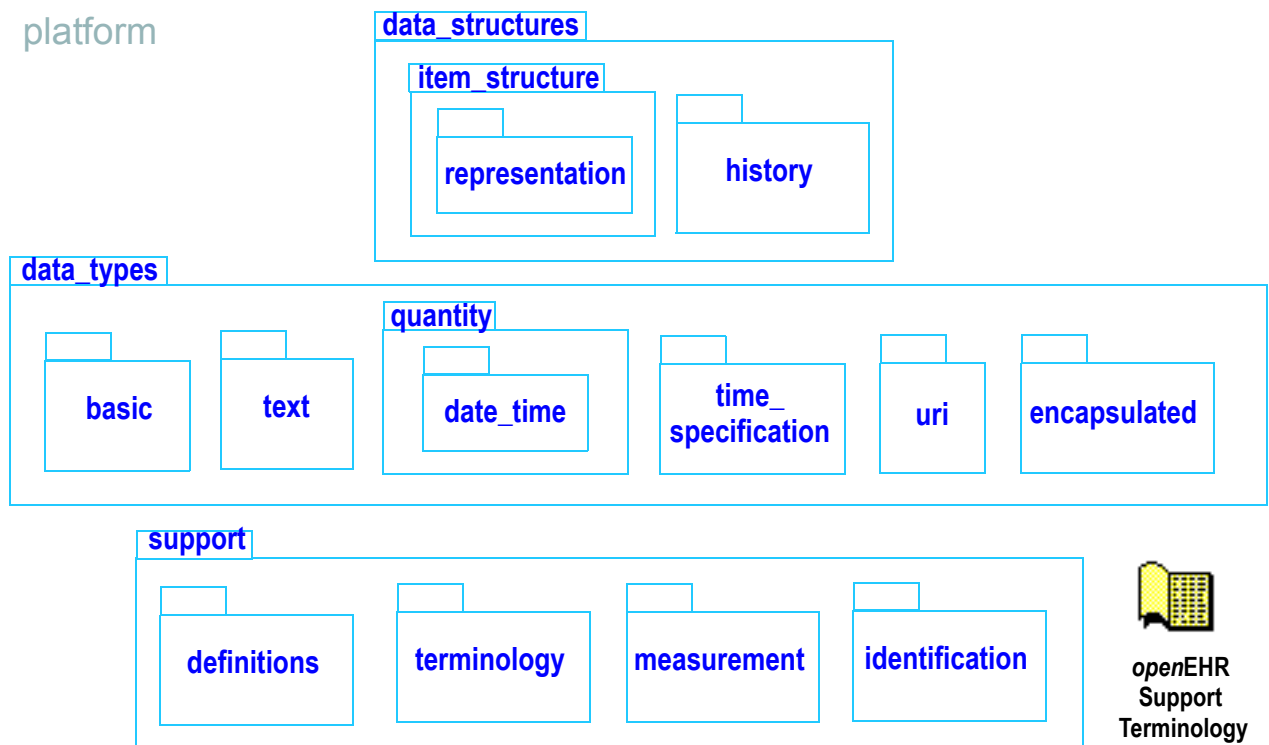 platform
data_structures
item_structure
representation
history
data_types
quantity
basic
text
date_time
time_
specification
uri
encapsulated
support
definitions
terminology
measurement
identification
openEHR
Support
Terminology